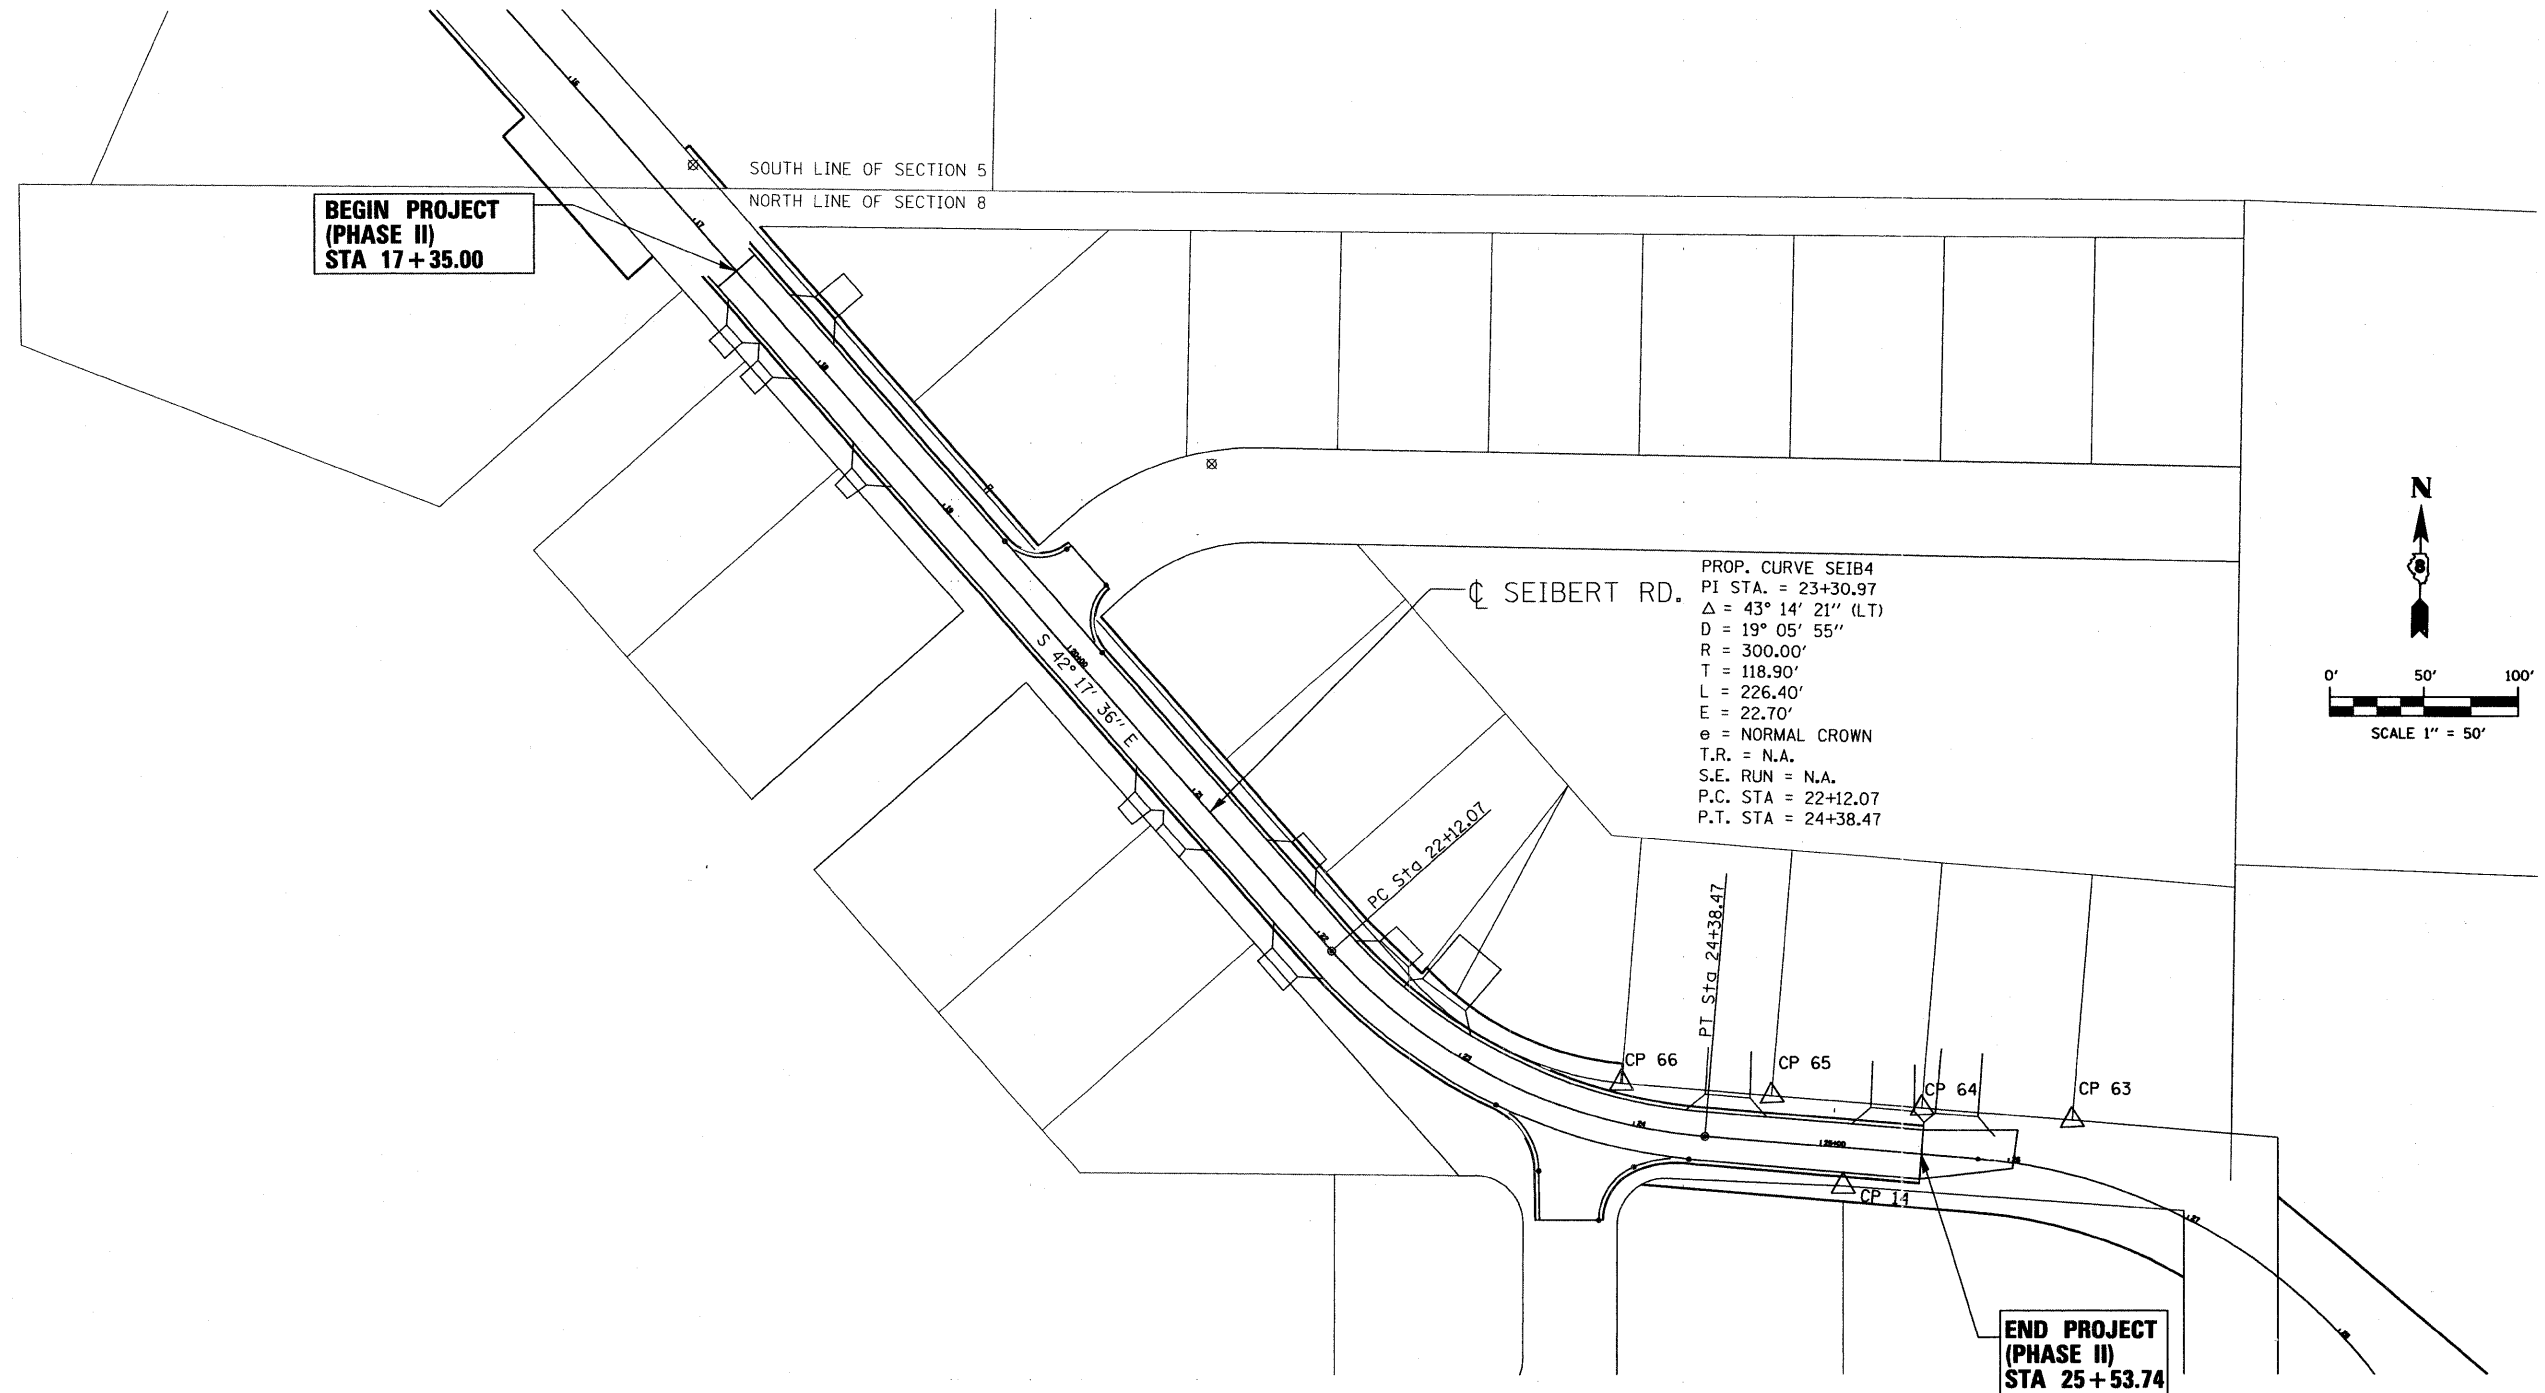 SOUTH LINE OF SECTION 5
NORTH LINE OF SECTION 8
BEGIN PROJECT
(PHASE II)
STA 17+35.00
℄ SEIBERT RD.
PROP. CURVE SEIB4
PI STA. = 23+30.97
Δ = 43° 14' 21" (LT)
D = 19° 05' 55"
R = 300.00'
T = 118.90'
L = 226.40'
E = 22.70'
e = NORMAL CROWN
T.R. = N.A.
S.E. RUN = N.A.
P.C. STA = 22+12.07
P.T. STA = 24+38.47
N
8
0' 50' 100'
SCALE 1" = 50'
S 42° 17' 36" E
PC Sta 22+12.07
PT Sta 24+38.47
CP 66
CP 65
CP 64
CP 63
CP 14
END PROJECT
(PHASE II)
STA 25+53.74